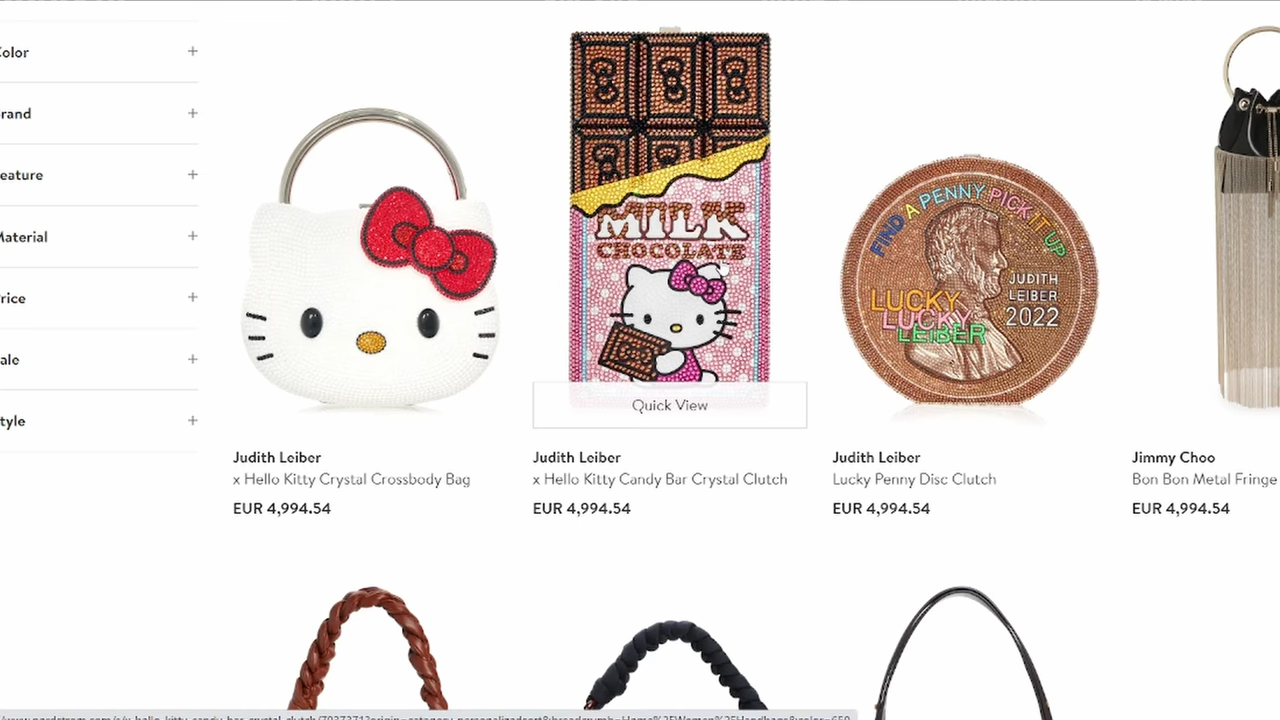 olor
rand
eature
Material
rice
ale
tyle
MILK
CHOCOLATE
Quick View
FIND A PENNY PICK IT UP
JUDITH
LEIBER
2022
LUCKY
LUCKY
LEIBER
Judith Leiber
x Hello Kitty Crystal Crossbody Bag
EUR 4,994.54
Judith Leiber
x Hello Kitty Candy Bar Crystal Clutch
EUR 4,994.54
Judith Leiber
Lucky Penny Disc Clutch
EUR 4,994.54
Jimmy Choo
Bon Bon Metal Fringe
EUR 4,994.54